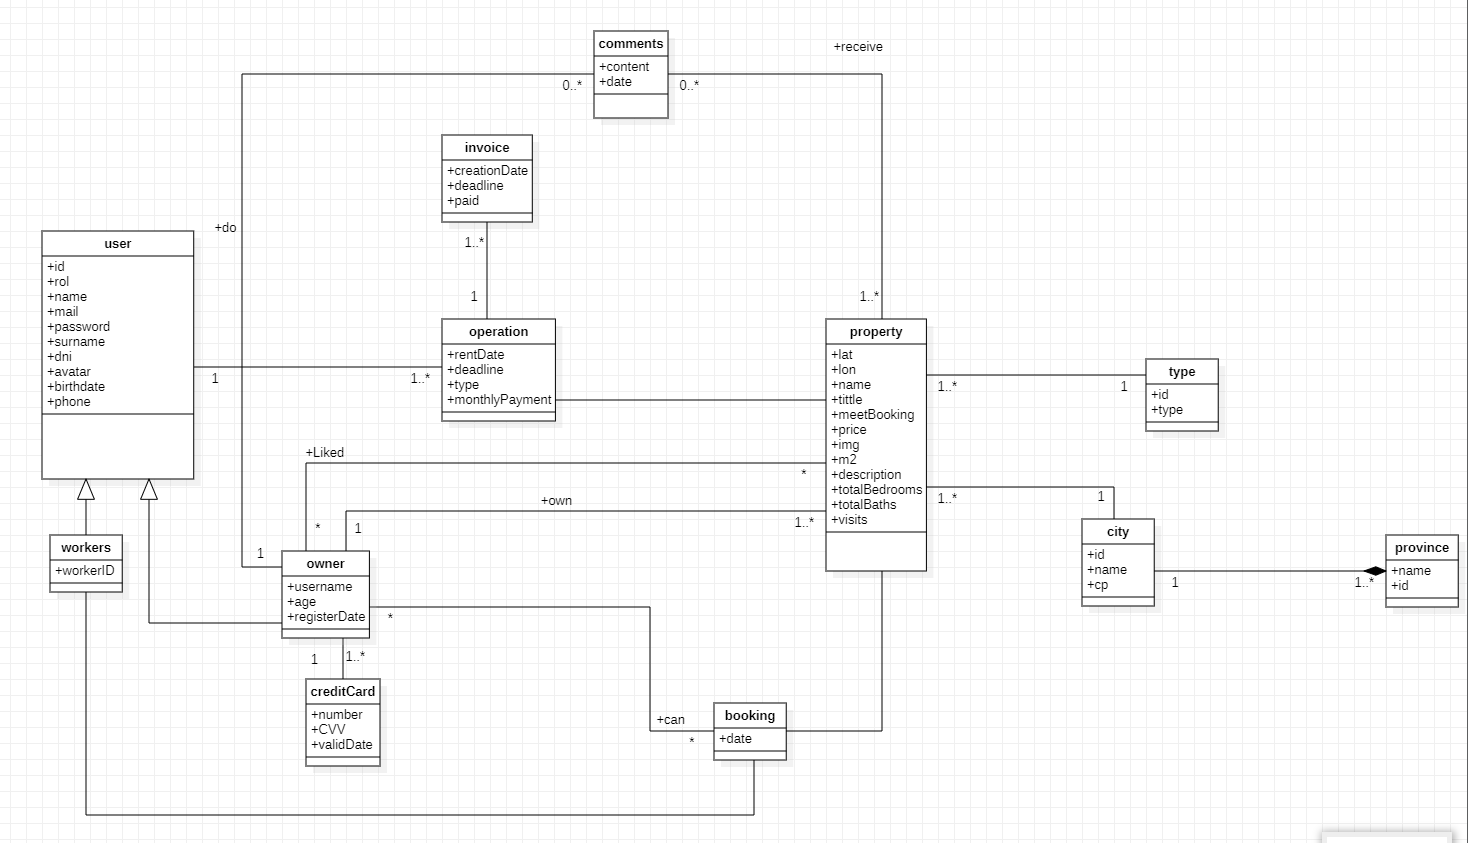 comments
+content
+date
+receive
0..*
0..*
invoice
+creationDate
+deadline
+paid
+do
1..*
user
+id
+rol
+name
+mail
+password
+surname
+dni
+avatar
+birthdate
+phone
1
1..*
operation
+rentDate
+deadline
+type
+monthlyPayment
1
1..*
property
+lat
+lon
+name
+tittle
+meetBooking
+price
+img
+m2
+description
+totalBedrooms
+totalBaths
+visits
1..*
1
type
+id
+type
+Liked
*
*
+own
1
1..*
1..*
1
city
+id
+name
+cp
1
1..*
province
+name
+id
workers
+workerID
1
owner
+username
+age
+registerDate
*
1
1..*
creditCard
+number
+CVV
+validDate
+can
*
booking
+date